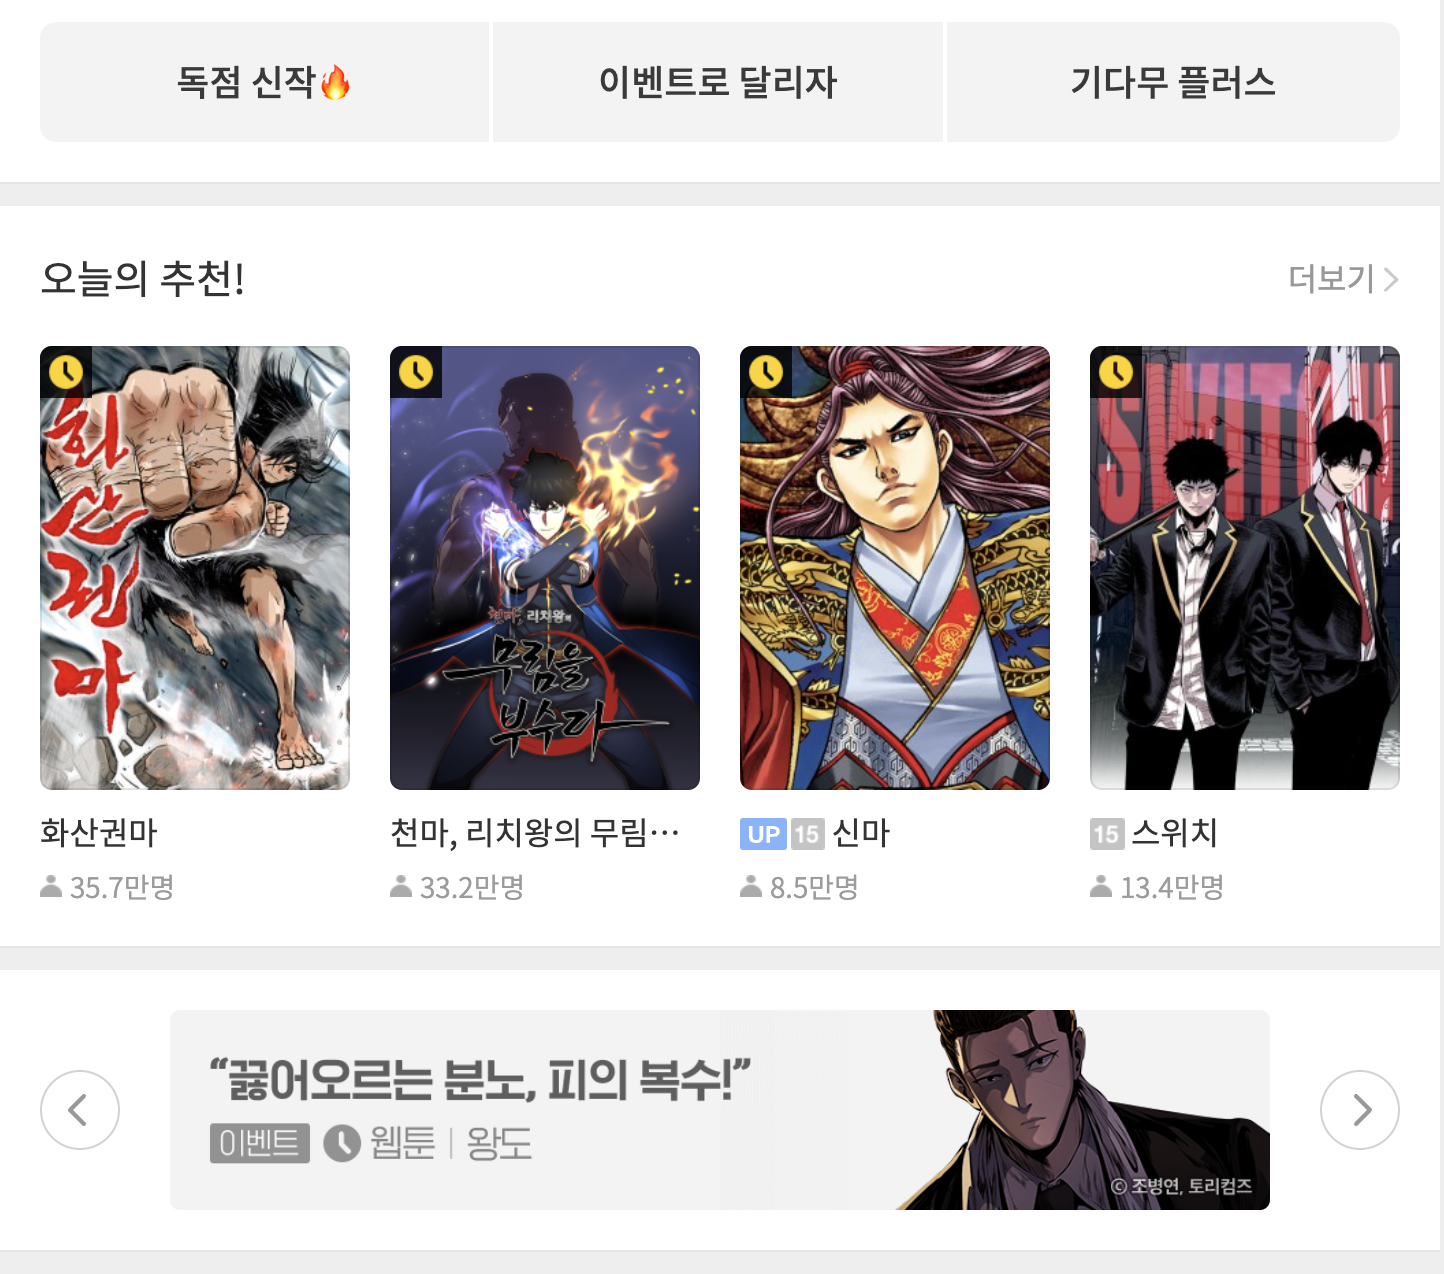 독점 신작🔥
이벤트로 달리자
기다무 플러스
오늘의 추천!
더보기
화산권마
천마, 리치왕의
무림을
부수다
SWITCH
화산권마
35.7만명
천마, 리치왕의 무림…
33.2만명
UP 15 신마
8.5만명
15 스위치
13.4만명
“끓어오르는 분노, 피의 복수!”
이벤트 웹툰 | 왕도
© 조병연, 토리컴즈